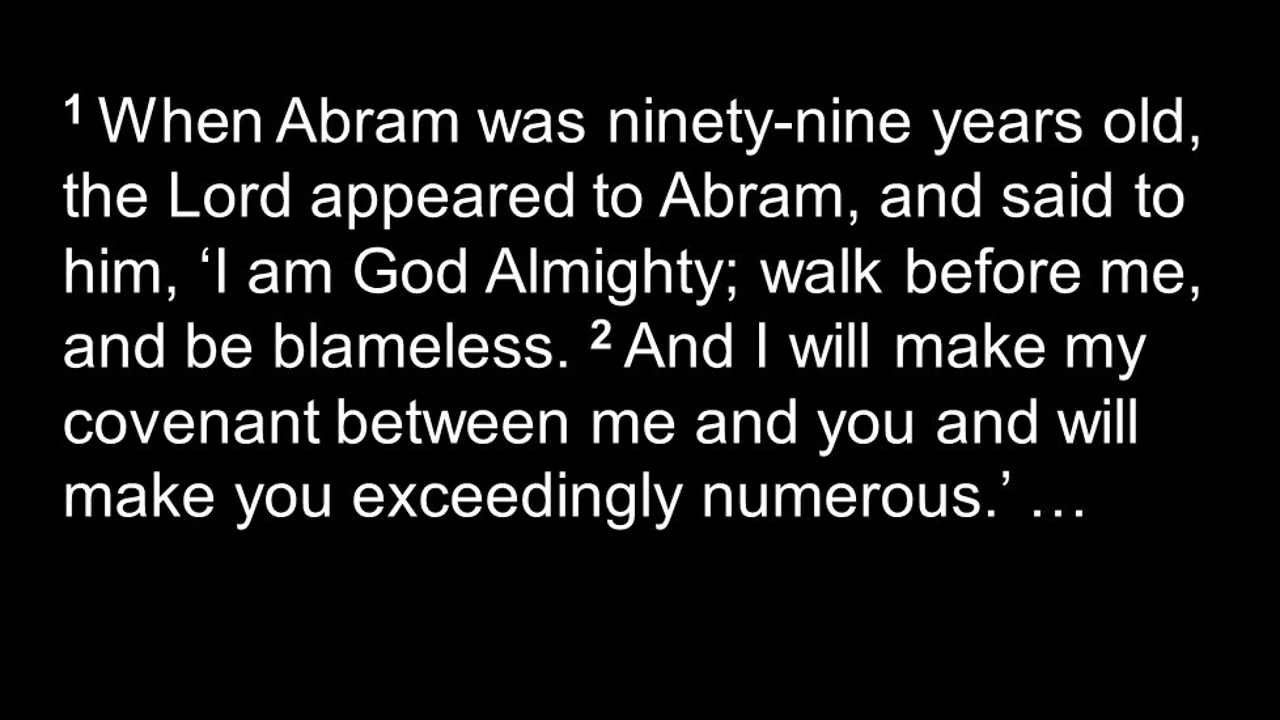 1 When Abram was ninety-nine years old,
the Lord appeared to Abram, and said to
him, ‘I am God Almighty; walk before me,
and be blameless. 2 And I will make my
covenant between me and you and will
make you exceedingly numerous.’ …